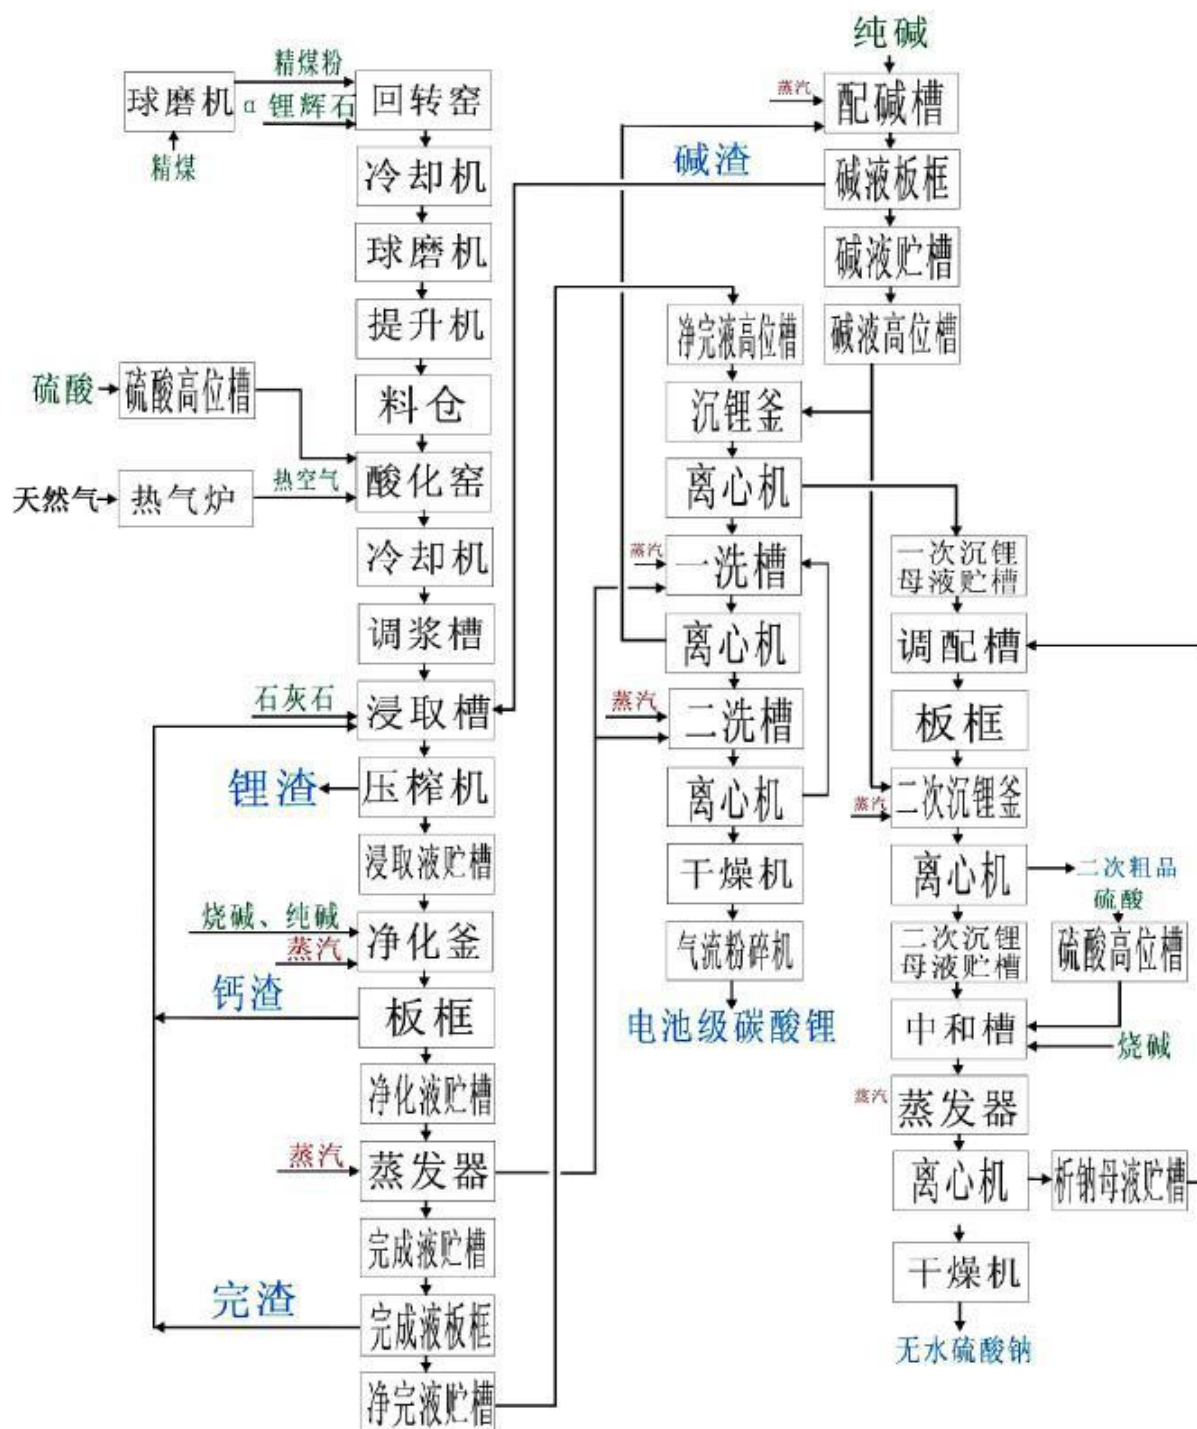 纯碱
精煤粉
球磨机
α 锂辉石
回转窑
精煤
冷却机
球磨机
提升机
料仓
硫酸
硫酸高位槽
酸化窑
天然气
热气炉
热空气
冷却机
调浆槽
石灰石
浸取槽
锂渣
压榨机
浸取液贮槽
烧碱、纯碱
蒸汽
净化釜
钙渣
板框
净化液贮槽
蒸汽
蒸发器
完成液贮槽
完渣
完成液板框
净完液贮槽
蒸汽
配碱槽
碱渣
碱液板框
碱液贮槽
碱液高位槽
净完液高位槽
沉锂釜
离心机
蒸汽
一洗槽
离心机
蒸汽
二洗槽
离心机
干燥机
气流粉碎机
电池级碳酸锂
一次沉锂
母液贮槽
调配槽
板框
蒸汽
二次沉锂釜
离心机
二次粗品
硫酸
二次沉锂
母液贮槽
硫酸高位槽
中和槽
烧碱
蒸汽
蒸发器
离心机
析钠母液贮槽
干燥机
无水硫酸钠